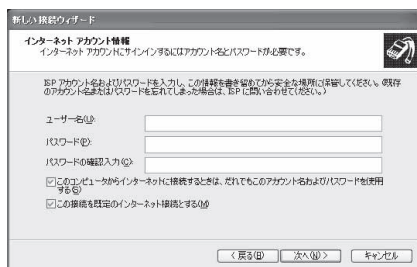 新しい接続ウィザード
インターネット アカウント情報
インターネット アカウントにサインインするにはアカウント名とパスワードが必要です。
ISP アカウント名およびパスワードを入力し、この情報を書き留めてから安全な場所に保管してください。(既存
のアカウント名またはパスワードを忘れてしまった場合は、ISP に問い合わせてください。)
ユーザー名(U):
パスワード(P):
パスワードの確認入力(C):
このコンピュータからインターネットに接続するときは、だれでもこのアカウント名およびパスワードを使用
する(S)
この接続を既定のインターネット接続とする(M)
< 戻る(B)
次へ(N) >
キャンセル